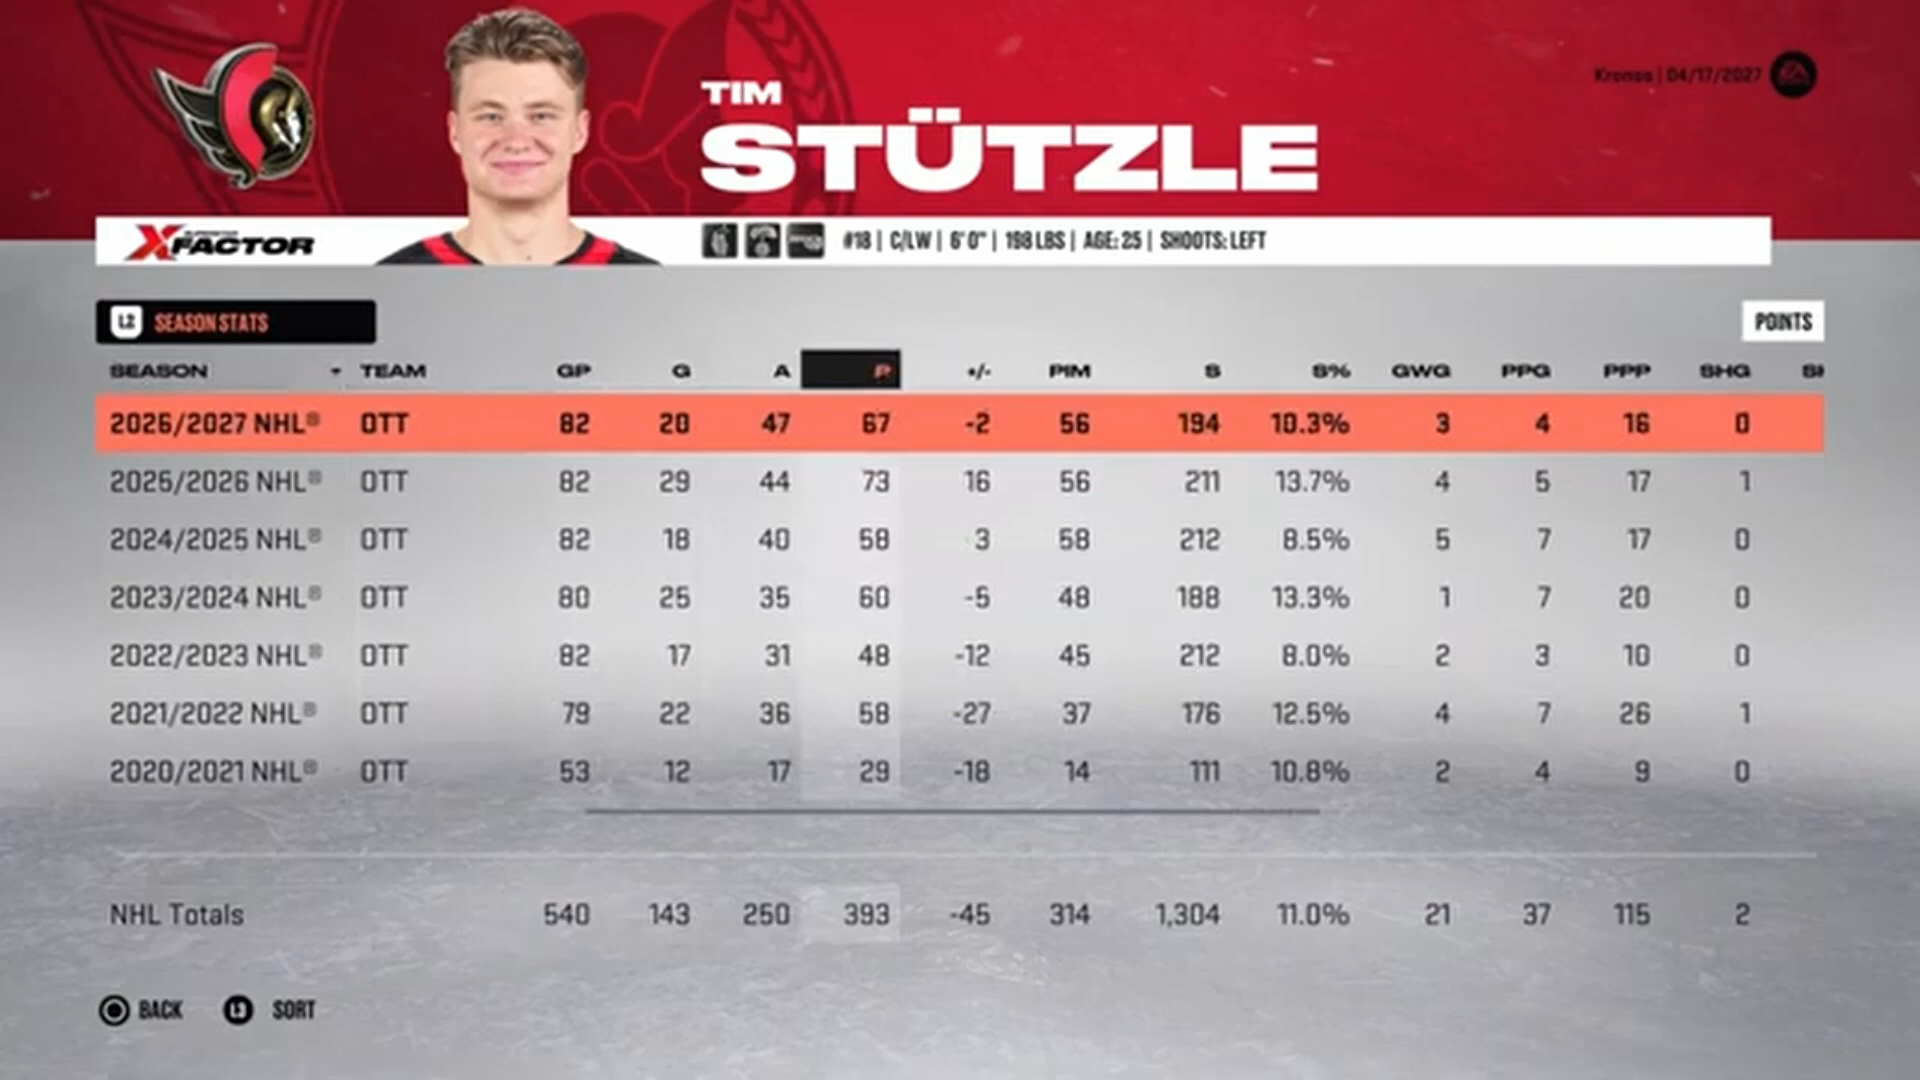 Kronos | 04/17/2027 EA
TIM
STÜTZLE
XFACTOR
#18 | C/LW | 6' 0" | 198 LBS | AGE: 25 | SHOOTS: LEFT
L2 SEASON STATS
POINTS
SEASON TEAM GP G A P +/- PIM S S% GWG PPG PPP SHG
2026/2027 NHL® OTT 82 20 47 67 -2 56 194 10.3% 3 4 16 0
2025/2026 NHL® OTT 82 29 44 73 16 56 211 13.7% 4 5 17 1
2024/2025 NHL® OTT 82 18 40 58 3 58 212 8.5% 5 7 17 0
2023/2024 NHL® OTT 80 25 35 60 -5 48 188 13.3% 1 7 20 0
2022/2023 NHL® OTT 82 17 31 48 -12 45 212 8.0% 2 3 10 0
2021/2022 NHL® OTT 79 22 36 58 -27 37 176 12.5% 4 7 26 1
2020/2021 NHL® OTT 53 12 17 29 -18 14 111 10.8% 2 4 9 0
NHL Totals 540 143 250 393 -45 314 1,304 11.0% 21 37 115 2
BACK L3 SORT